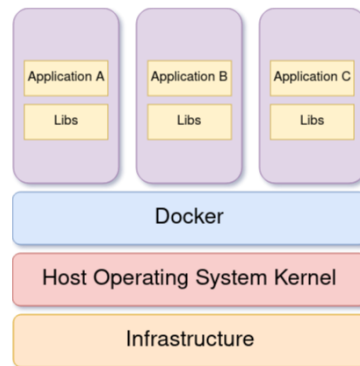 Application A
Application B
Application C
Libs
Libs
Libs
Docker
Host Operating System Kernel
Infrastructure